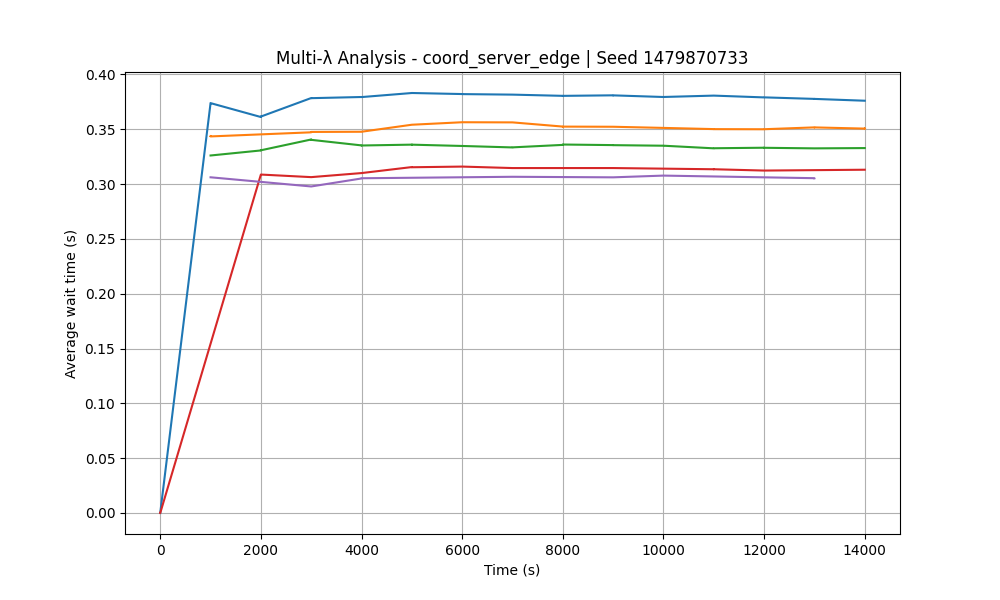 Multi-λ Analysis - coord_server_edge | Seed 1479870733
Average wait time (s)
0.40
0.35
0.30
0.25
0.20
0.15
0.10
0.05
0.00
0 2000 4000 6000 8000 10000 12000 14000
Time (s)